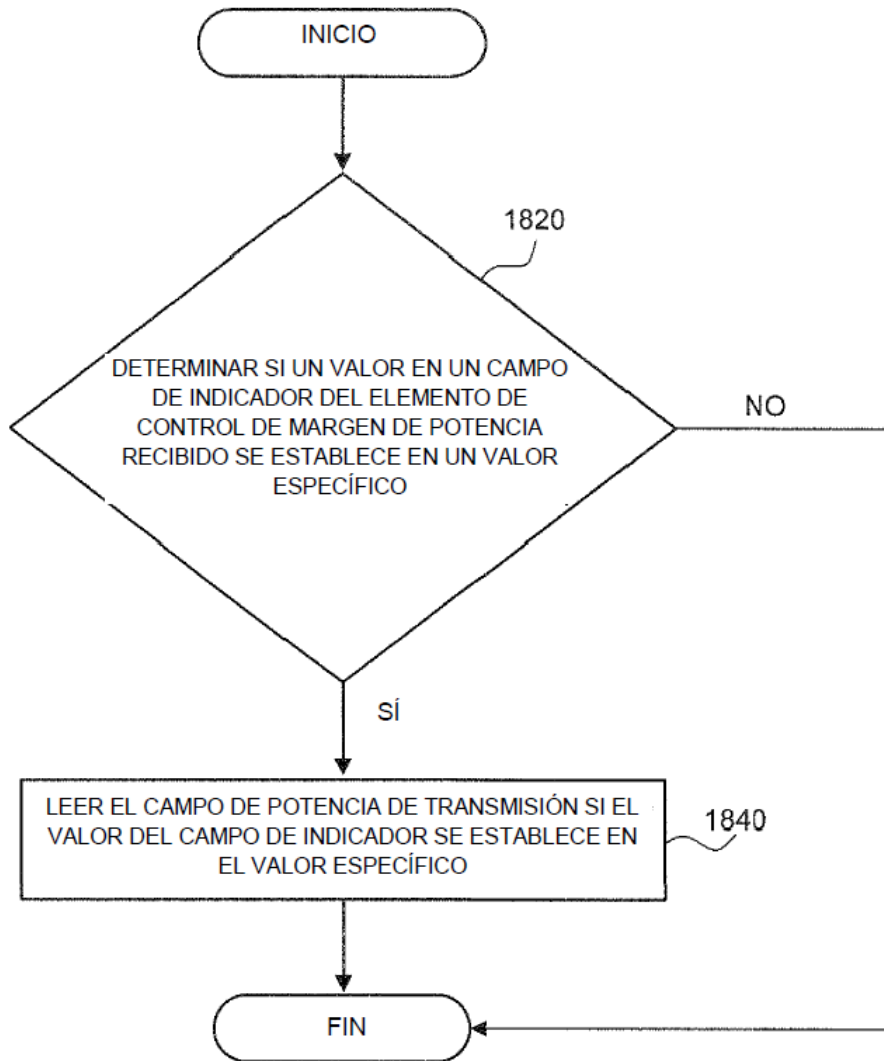 INICIO
1820
DETERMINAR SI UN VALOR EN UN CAMPO
DE INDICADOR DEL ELEMENTO DE
CONTROL DE MARGEN DE POTENCIA
RECIBIDO SE ESTABLECE EN UN VALOR
ESPECÍFICO
NO
SÍ
LEER EL CAMPO DE POTENCIA DE TRANSMISIÓN SI EL
VALOR DEL CAMPO DE INDICADOR SE ESTABLECE EN
EL VALOR ESPECÍFICO
1840
FIN